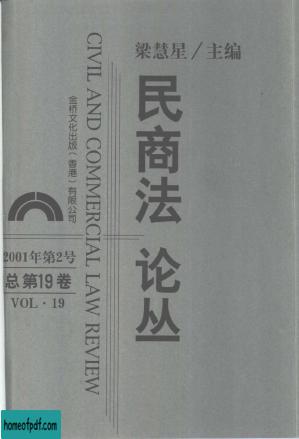 梁慧星/主编
民商法 论丛
CIVIL AND COMMERCIAL LAW REVIEW
金桥文化出版（香港）有限公司
2001年第2号
总第19卷
VOL·19
homeofpdf.com